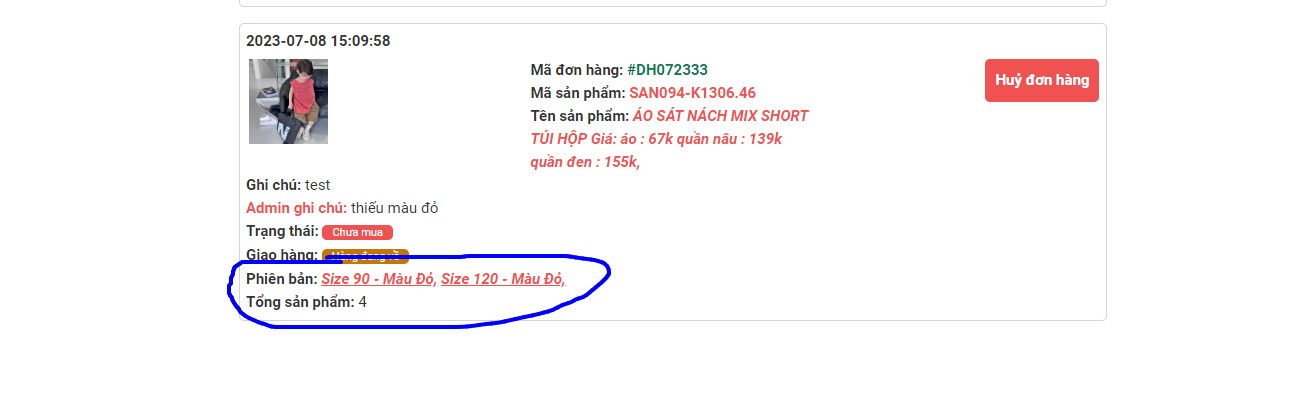 2023-07-08 15:09:58
Mã đơn hàng: #DH072333
Huỷ đơn hàng
Mã sản phẩm: SAN094-K1306.46
Tên sản phẩm: ÁO SÁT NÁCH MIX SHORT
TÚI HỘP Giá: áo : 67k quần nâu : 139k
quần đen : 155k,
Ghi chú: test
Admin ghi chú: thiếu màu đỏ
Trạng thái: Chưa mua
Giao hàng: Hàng đang về
Phiên bản: Size 90 - Màu Đỏ, Size 120 - Màu Đỏ,
Tổng sản phẩm: 4